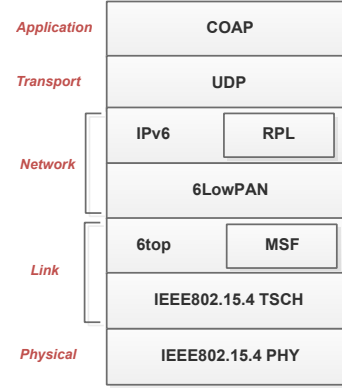 Application COAP
Transport UDP
IPv6 RPL
Network
6LowPAN
6top MSF
Link
IEEE802.15.4 TSCH
Physical IEEE802.15.4 PHY